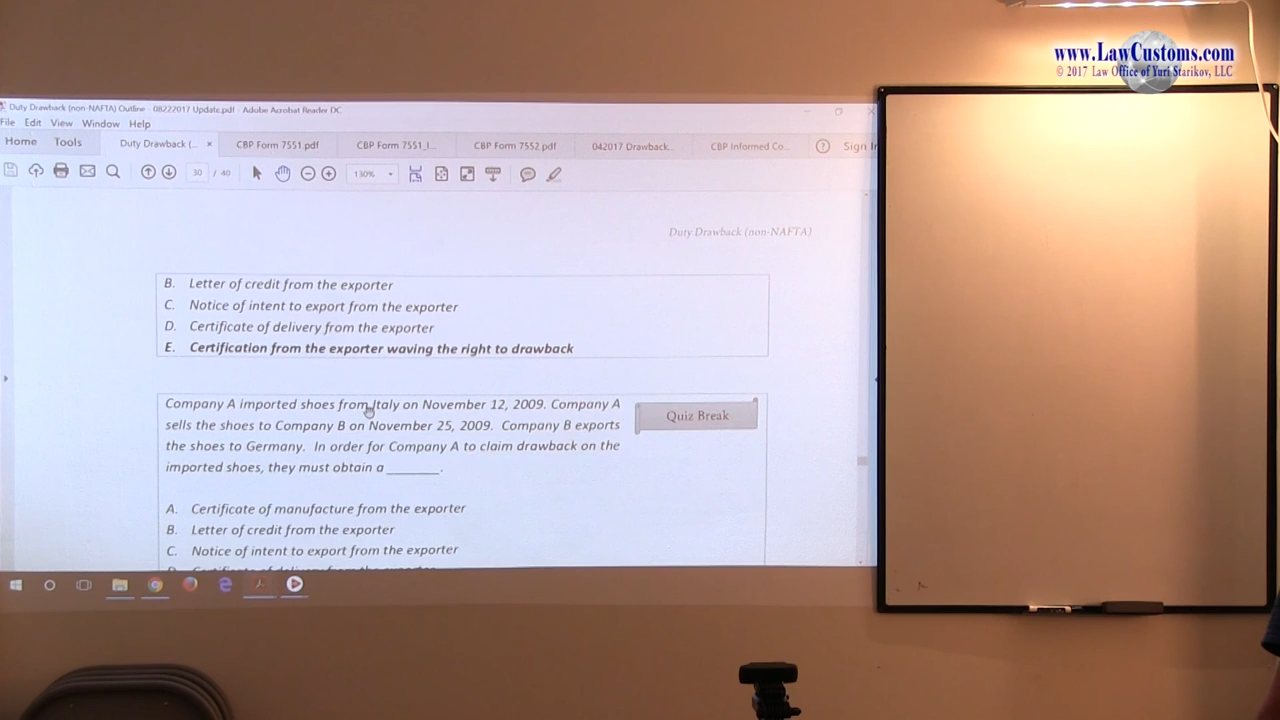 www.LawCustoms.com
© 2017 Law Office of Yuri Starikov, LLC
Duty Drawback (non-NAFTA) Outline - 08222017 Update.pdf - Adobe Acrobat Reader DC
File Edit View Window Help
Home Tools Duty Drawback (... × CBP Form 7551.pdf CBP Form 7551_I... CBP Form 7552.pdf 042017 Drawback... CBP Informed Co... Sign In
30 / 40 130%
Duty Drawback (non-NAFTA)
B. Letter of credit from the exporter
C. Notice of intent to export from the exporter
D. Certificate of delivery from the exporter
E. Certification from the exporter waving the right to drawback
Company A imported shoes from Italy on November 12, 2009. Company A
sells the shoes to Company B on November 25, 2009. Company B exports
the shoes to Germany. In order for Company A to claim drawback on the
imported shoes, they must obtain a ________.
Quiz Break
A. Certificate of manufacture from the exporter
B. Letter of credit from the exporter
C. Notice of intent to export from the exporter
D. Certificate of delivery from the exporter